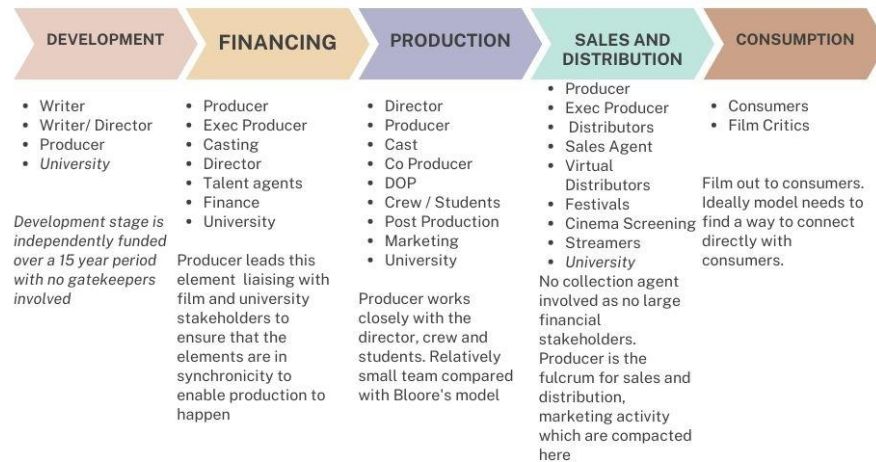 DEVELOPMENT
• Writer
• Writer/ Director
• Producer
• University
Development stage is
independently funded
over a 15 year period
with no gatekeepers
involved
FINANCING
• Producer
• Exec Producer
• Casting
• Director
• Talent agents
• Finance
• University
Producer leads this
element liaising with
film and university
stakeholders to
ensure that the
elements are in
synchronicity to
enable production to
happen
PRODUCTION
• Director
• Producer
• Cast
• Co Producer
• DOP
• Crew / Students
• Post Production
• Marketing
• University
Producer works
closely with the
director, crew and
students. Relatively
small team compared
with Bloore's model
SALES AND
DISTRIBUTION
• Producer
• Exec Producer
• Distributors
• Sales Agent
• Virtual
Distributors
• Festivals
• Cinema Screening
• Streamers
• University
No collection agent
involved as no large
financial
stakeholders.
Producer is the
fulcrum for sales and
distribution,
marketing activity
which are compacted
here
CONSUMPTION
• Consumers
• Film Critics
Film out to consumers.
Ideally model needs to
find a way to connect
directly with
consumers.